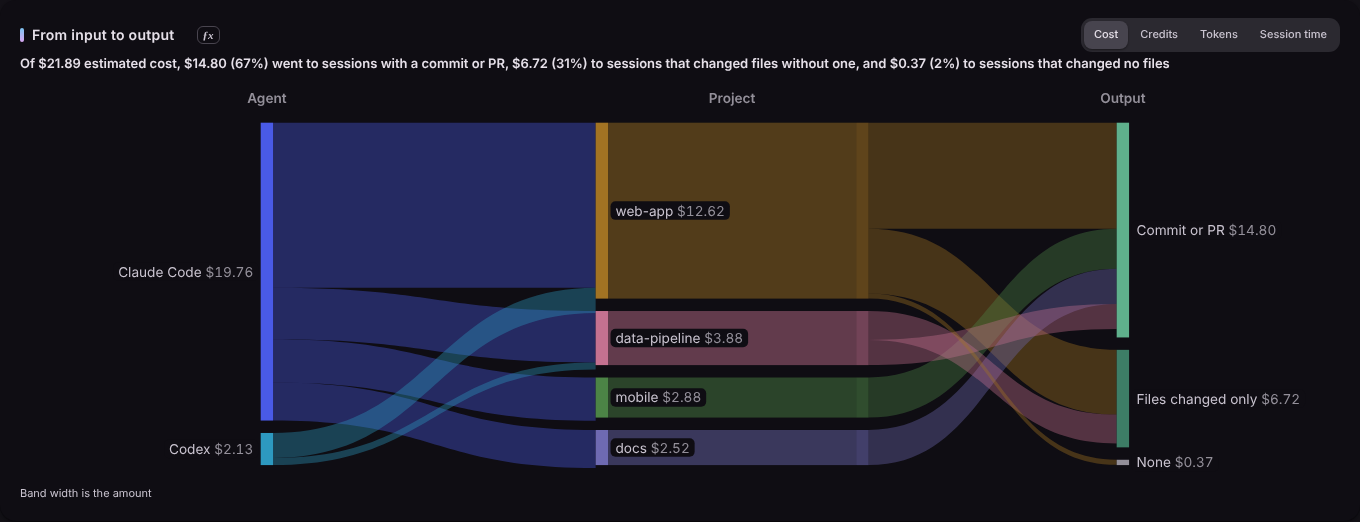 From input to output
ƒx
Cost
Credits
Tokens
Session time
Of $21.89 estimated cost, $14.80 (67%) went to sessions with a commit or PR, $6.72 (31%) to sessions that changed files without one, and $0.37 (2%) to sessions that changed no files
Agent
Project
Output
web-app $12.62
Commit or PR $14.80
Claude Code $19.76
data-pipeline $3.88
mobile $2.88
Files changed only $6.72
Codex $2.13
docs $2.52
None $0.37
Band width is the amount